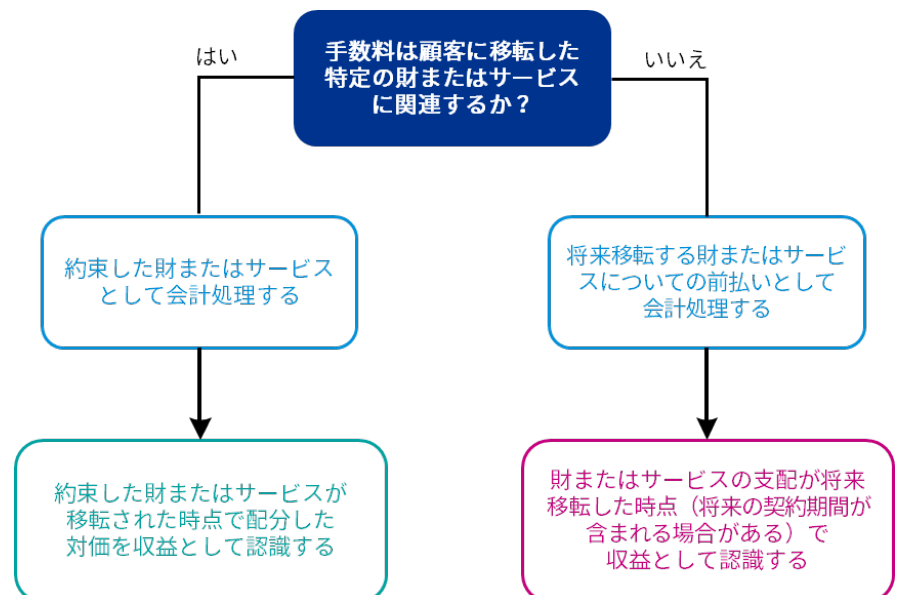 手数料は顧客に移転した
特定の財またはサービス
に関連するか？
はい
いいえ
約束した財またはサービス
として会計処理する
将来移転する財またはサービ
スについての前払いとして
会計処理する
約束した財またはサービスが
移転された時点で配分した
対価を収益として認識する
財またはサービスの支配が将来
移転した時点（将来の契約期間が
含まれる場合がある）で
収益として認識する